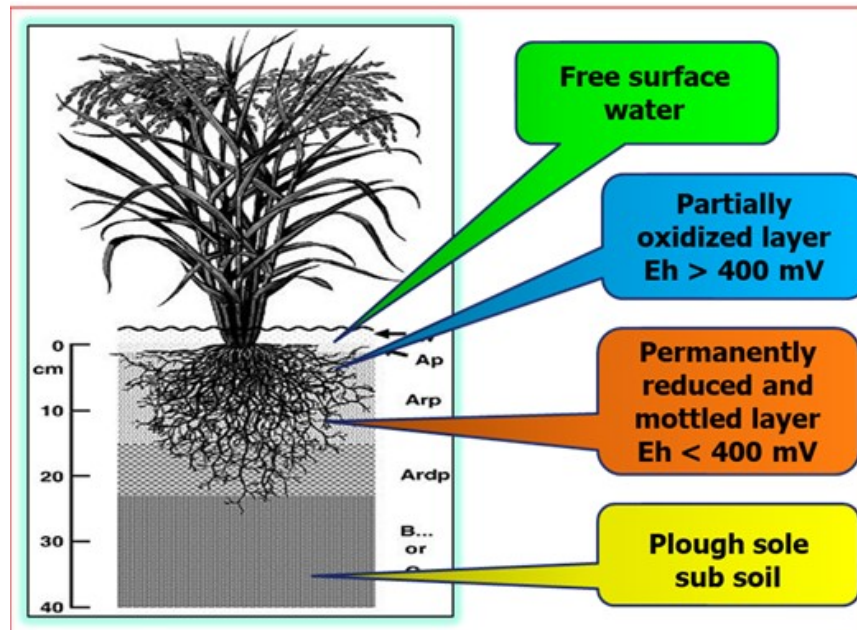 Free surface
water
Partially
oxidized layer
Eh > 400 mV
Permanently
reduced and
mottled layer
Eh < 400 mV
Plough sole
sub soil
0
cm
10
20
30
40
Ap
Arp
Ardp
B...
or